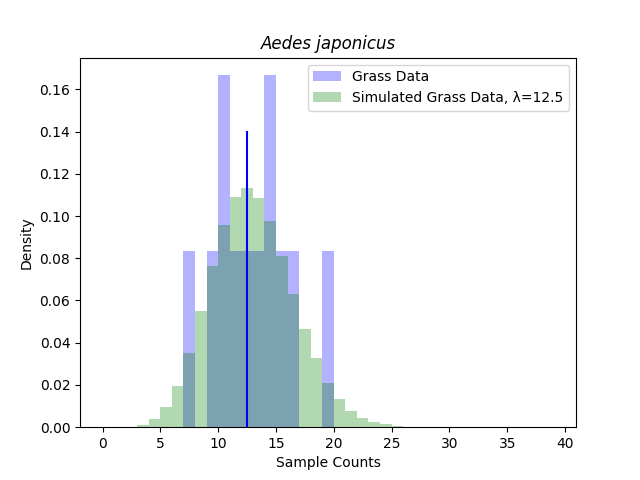 Aedes japonicus
Grass Data
Simulated Grass Data, λ=12.5
Density
0.16
0.14
0.12
0.10
0.08
0.06
0.04
0.02
0.00
0 5 10 15 20 25 30 35 40
Sample Counts